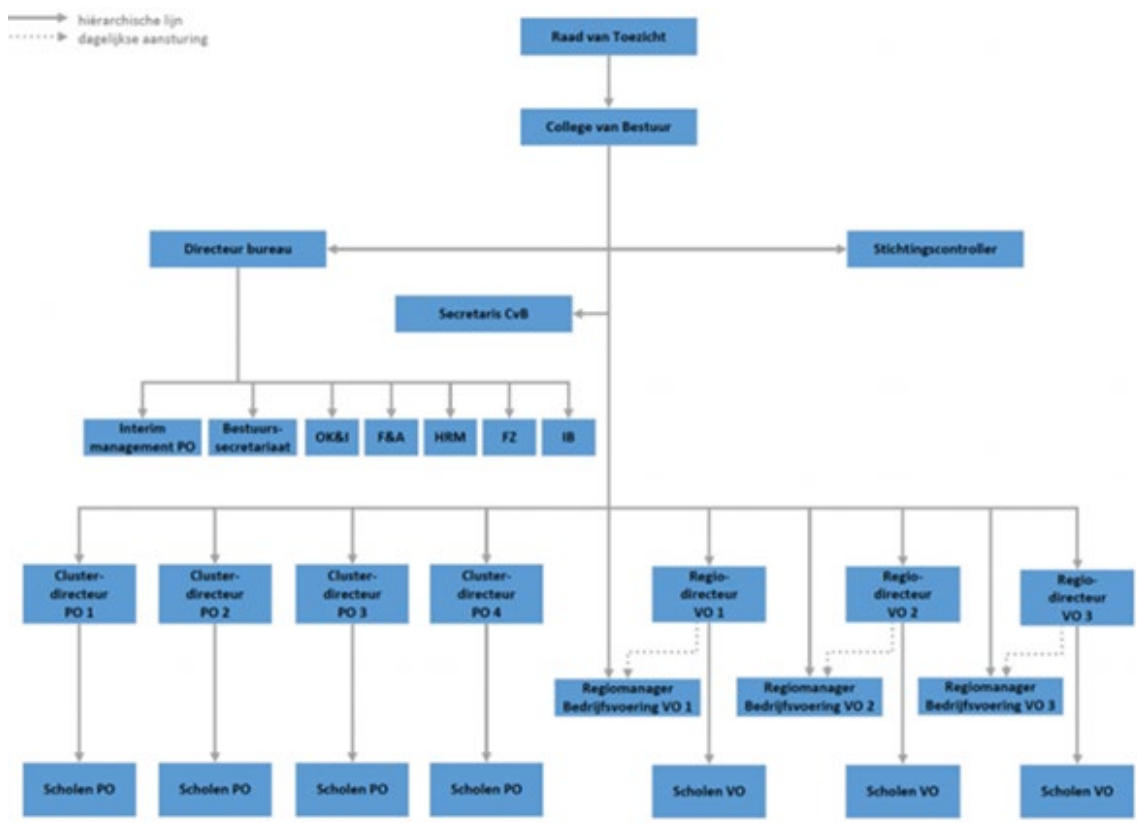 hiërarchische lijn
dagelijkse aansturing
Raad van Toezicht
College van Bestuur
Directeur bureau
Stichtingscontroller
Secretaris CvB
Interim
management PO
Bestuurs-
secretariaat
OK&I
F&A
HRM
FZ
IB
Cluster-
directeur
PO 1
Cluster-
directeur
PO 2
Cluster-
directeur
PO 3
Cluster-
directeur
PO 4
Regio-
directeur
VO 1
Regio-
directeur
VO 2
Regio-
directeur
VO 3
Regiomanager
Bedrijfsvoering VO 1
Regiomanager
Bedrijfsvoering VO 2
Regiomanager
Bedrijfsvoering VO 3
Scholen PO
Scholen PO
Scholen PO
Scholen PO
Scholen VO
Scholen VO
Scholen VO